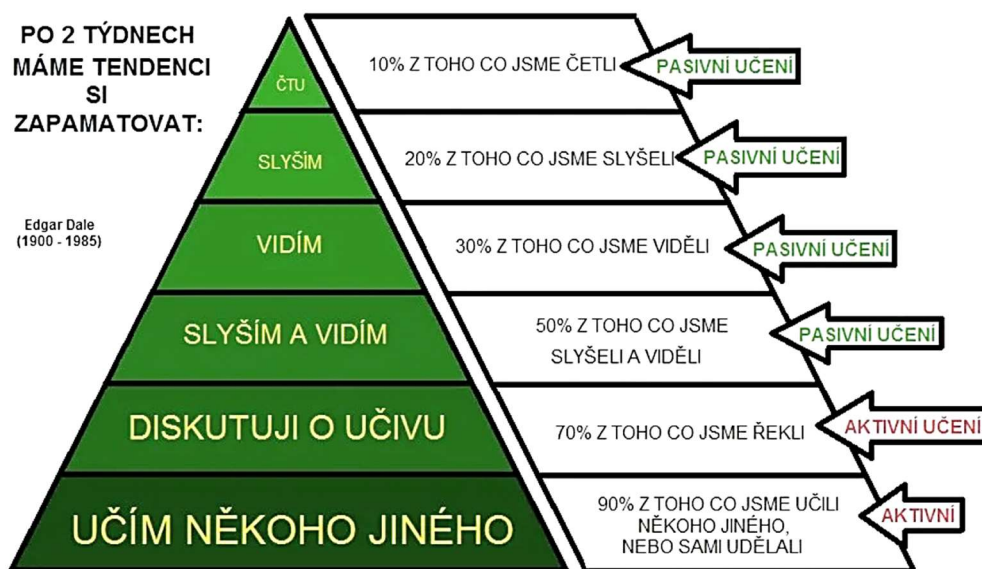 PO 2 TÝDNECH
MÁME TENDENCI
SI
ZAPAMATOVAT:
Edgar Dale
(1900 - 1985)
ČTU
10% Z TOHO CO JSME ČETLI
PASIVNÍ UČENÍ
SLYŠÍM
20% Z TOHO CO JSME SLYŠELI
PASIVNÍ UČENÍ
VIDÍM
30% Z TOHO CO JSME VIDĚLI
PASIVNÍ UČENÍ
SLYŠÍM A VIDÍM
50% Z TOHO CO JSME
SLYŠELI A VIDĚLI
PASIVNÍ UČENÍ
DISKUTUJI O UČIVU
70% Z TOHO CO JSME ŘEKLI
AKTIVNÍ UČENÍ
UČÍM NĚKOHO JINÉHO
90% Z TOHO CO JSME UČILI
NĚKOHO JINÉHO,
NEBO SAMI UDĚLALI
AKTIVNÍ